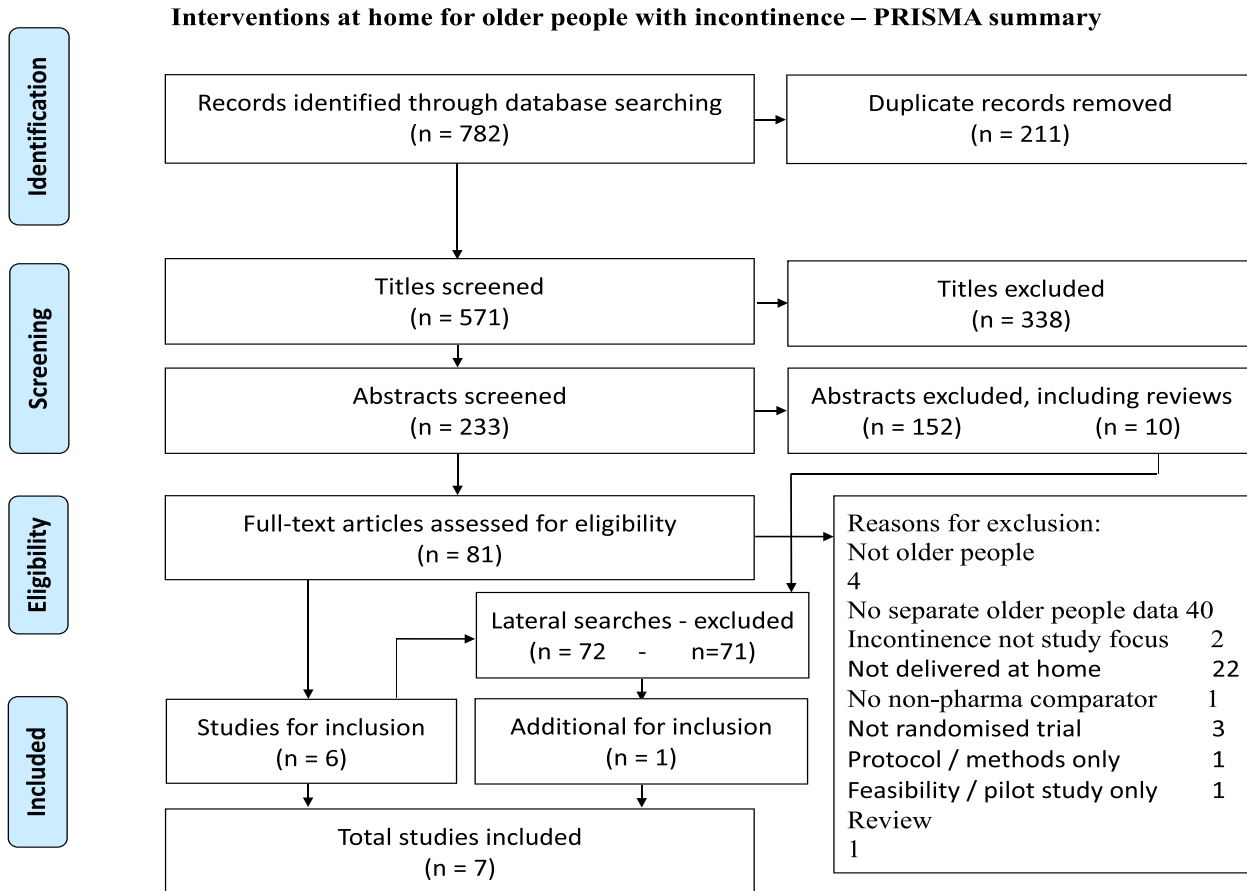 Interventions at home for older people with incontinence – PRISMA summary
Identification
Records identified through database searching
(n = 782)
Duplicate records removed
(n = 211)
Screening
Titles screened
(n = 571)
Titles excluded
(n = 338)
Abstracts screened
(n = 233)
Abstracts excluded, including reviews
(n = 152) (n = 10)
Eligibility
Full-text articles assessed for eligibility
(n = 81)
Reasons for exclusion:
Not older people
4
No separate older people data 40
Incontinence not study focus 2
Not delivered at home 22
No non-pharma comparator 1
Not randomised trial 3
Protocol / methods only 1
Feasibility / pilot study only 1
Review
1
Lateral searches - excluded
(n = 72 - n=71)
Included
Studies for inclusion
(n = 6)
Additional for inclusion
(n = 1)
Total studies included
(n = 7)